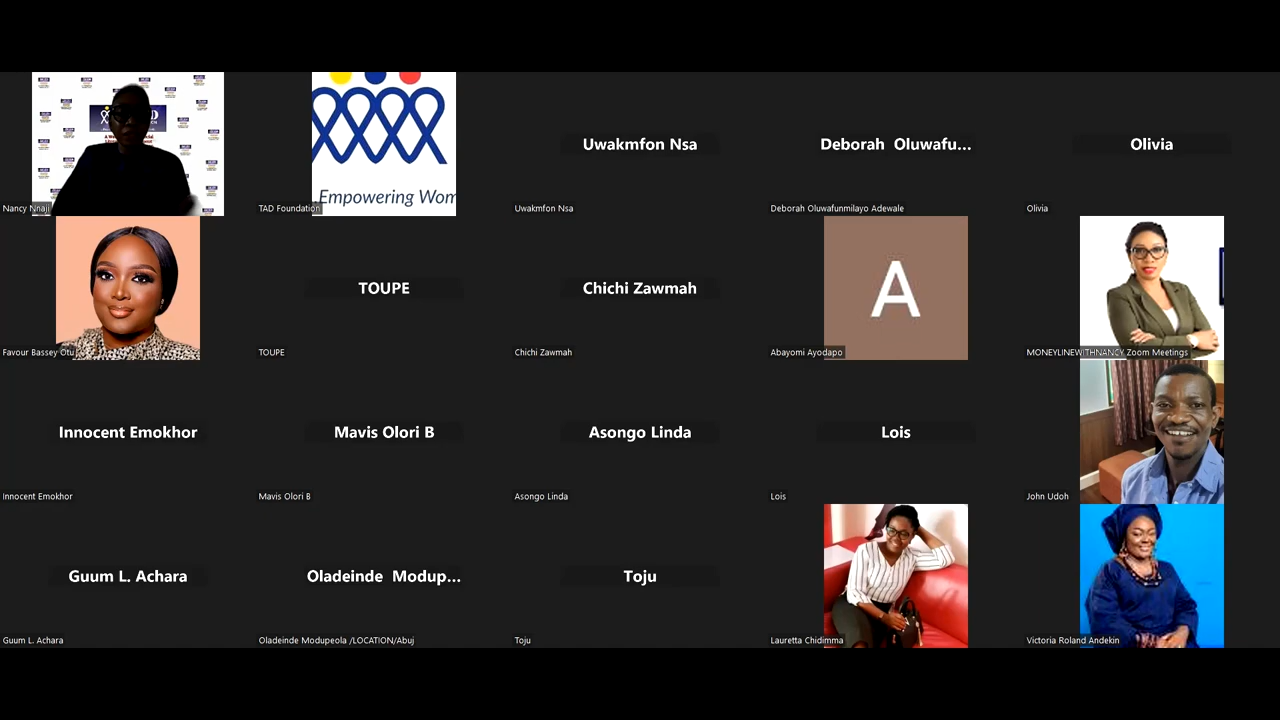 Nancy Nnaji
Empowering Wom
TAD Foundation
Uwakmfon Nsa
Uwakmfon Nsa
Deborah Oluwafu...
Deborah Oluwafunmilayo Adewale
Olivia
Olivia
Favour Bassey Otu
TOUPE
TOUPE
Chichi Zawmah
Chichi Zawmah
A
Abayomi Ayodapo
MONEYLINEWITHNANCY Zoom Meetings
Innocent Emokhor
Innocent Emokhor
Mavis Olori B
Mavis Olori B
Asongo Linda
Asongo Linda
Lois
Lois
John Udoh
Guum L. Achara
Guum L. Achara
Oladeinde Modup...
Oladeinde Modupeola /LOCATION/Abuj
Toju
Toju
Lauretta Chidimma
Victoria Roland Andekin